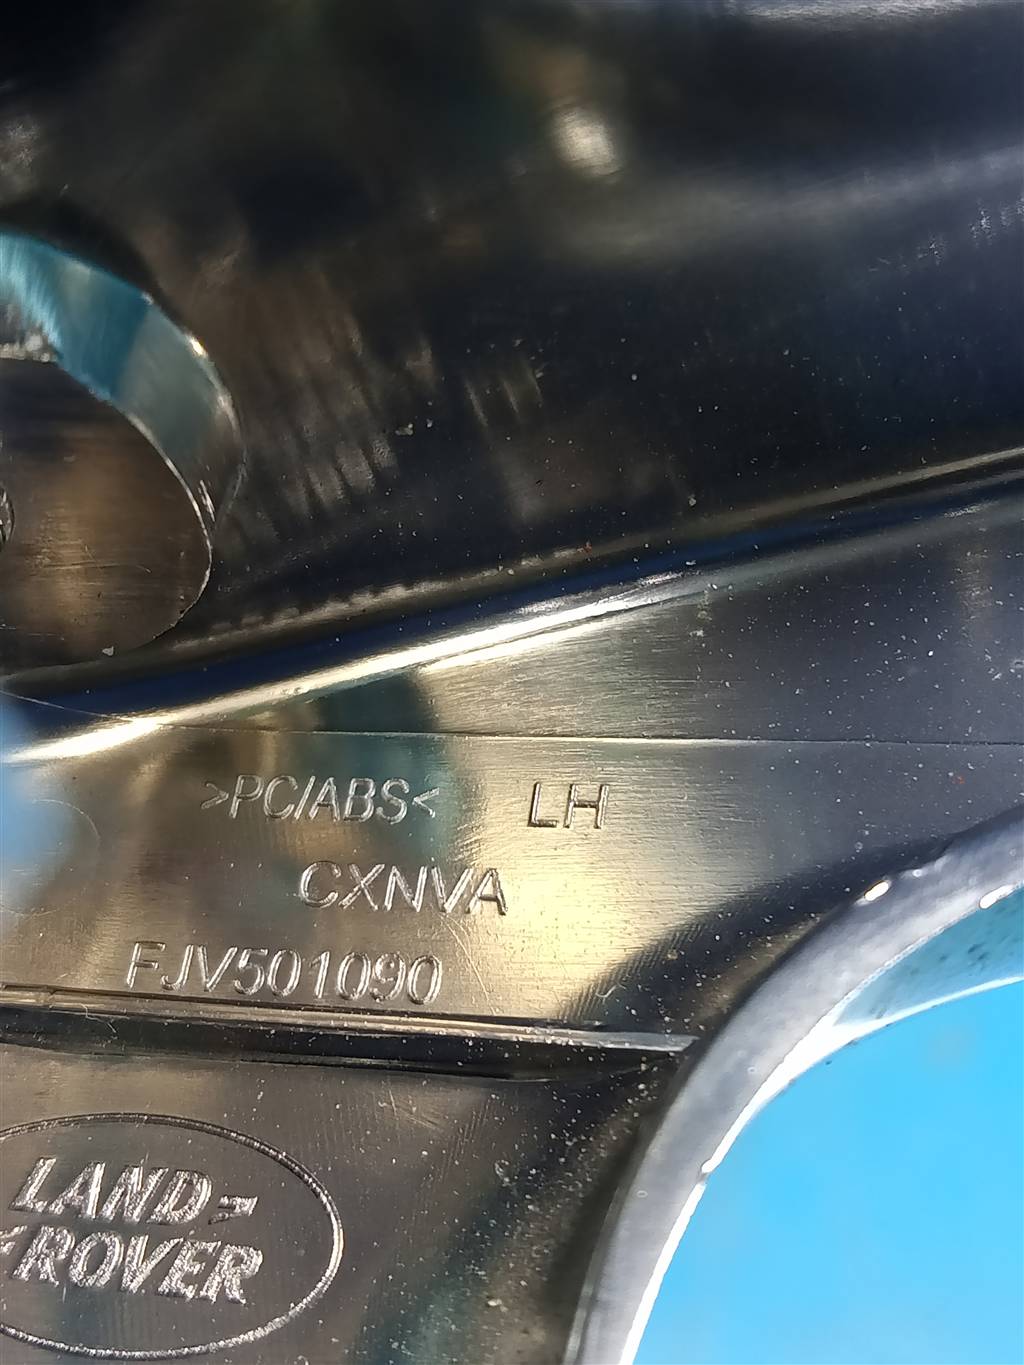 >PC/ABS< LH
CXNVA
FJV501090
LAND
ROVER